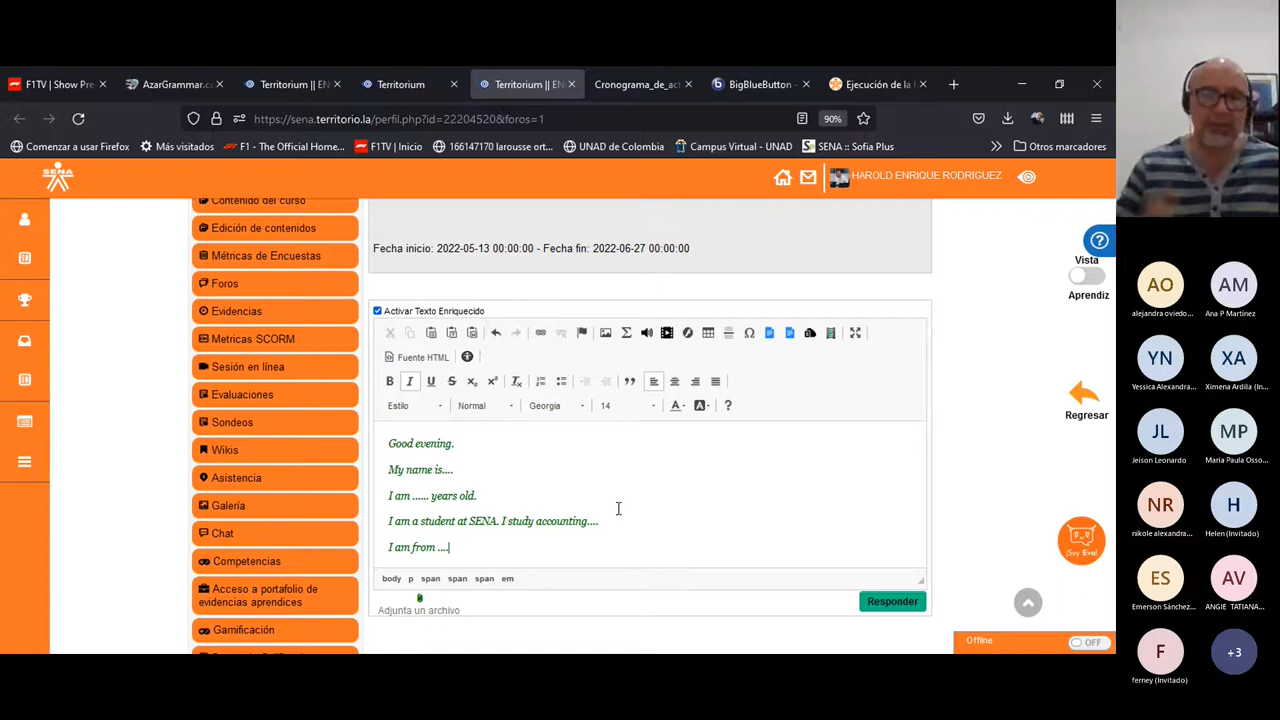 F1TV | Show Pre-
AzarGrammar.co
Territorium || EN
Territorium
Territorium || EN
Cronograma_de_act
BigBlueButton -
Ejecución de la f
https://sena.territorio.la/perfil.php?id=22204520&foros=1
90%
Comenzar a usar Firefox
Más visitados
F1 - The Official Home...
F1TV | Inicio
166147170 larousse ort...
UNAD de Colombia
Campus Virtual - UNAD
SENA :: Sofia Plus
Otros marcadores
SENA
HAROLD ENRIQUE RODRIGUEZ
Contenido del curso
Edición de contenidos
Métricas de Encuestas
Foros
Evidencias
Metricas SCORM
Sesión en línea
Evaluaciones
Sondeos
Wikis
Asistencia
Galería
Chat
Competencias
Acceso a portafolio de
evidencias aprendices
Gamificación
Fecha inicio: 2022-05-13 00:00:00 - Fecha fin: 2022-06-27 00:00:00
Activar Texto Enriquecido
Fuente HTML
Estilo
Normal
Georgia
14
Good evening.
My name is....
I am ...... years old.
I am a student at SENA. I study accounting....
I am from ....
body p span span span em
Adjunta un archivo
Responder
Vista
Aprendiz
Regresar
¡Soy Eva!
Offline
OFF
AO
alejandra oviedo...
AM
Ana P Martínez
YN
Yessica Alexandra...
XA
Ximena Ardila (In...
JL
Jeison Leonardo
MP
Maria Paula Osso...
NR
nikole alexandra...
H
Helen (Invitado)
ES
Emerson Sánchez...
AV
ANGIE TATIANA...
F
ferney (Invitado)
+3